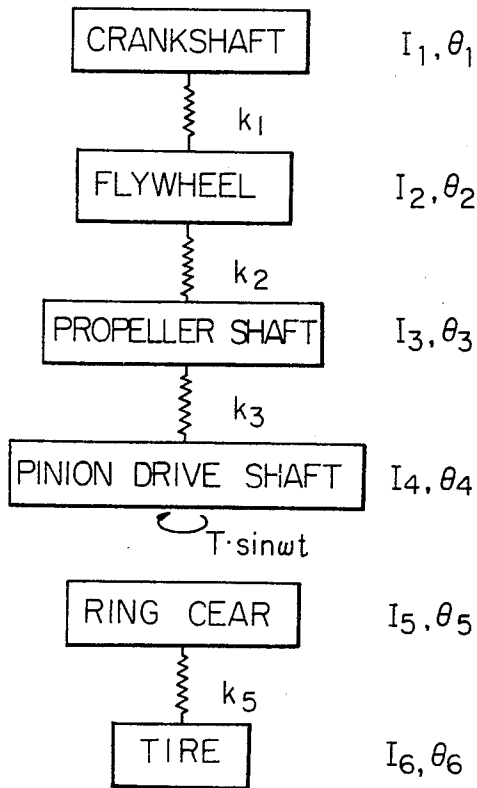 CRANKSHAFT I₁, θ₁
k₁
FLYWHEEL I₂, θ₂
k₂
PROPELLER SHAFT I₃, θ₃
k₃
PINION DRIVE SHAFT I₄, θ₄
T·sinωt
RING CEAR I₅, θ₅
k₅
TIRE I₆, θ₆